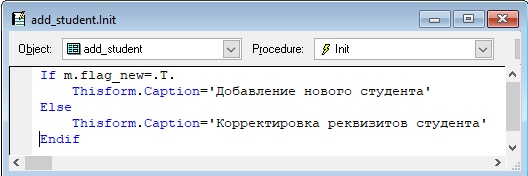 add_student.Init
Object: add_student Procedure: Init
If m.flag_new=.T.
Thisform.Caption='Добавление нового студента'
Else
Thisform.Caption='Корректировка реквизитов студента'
Endif